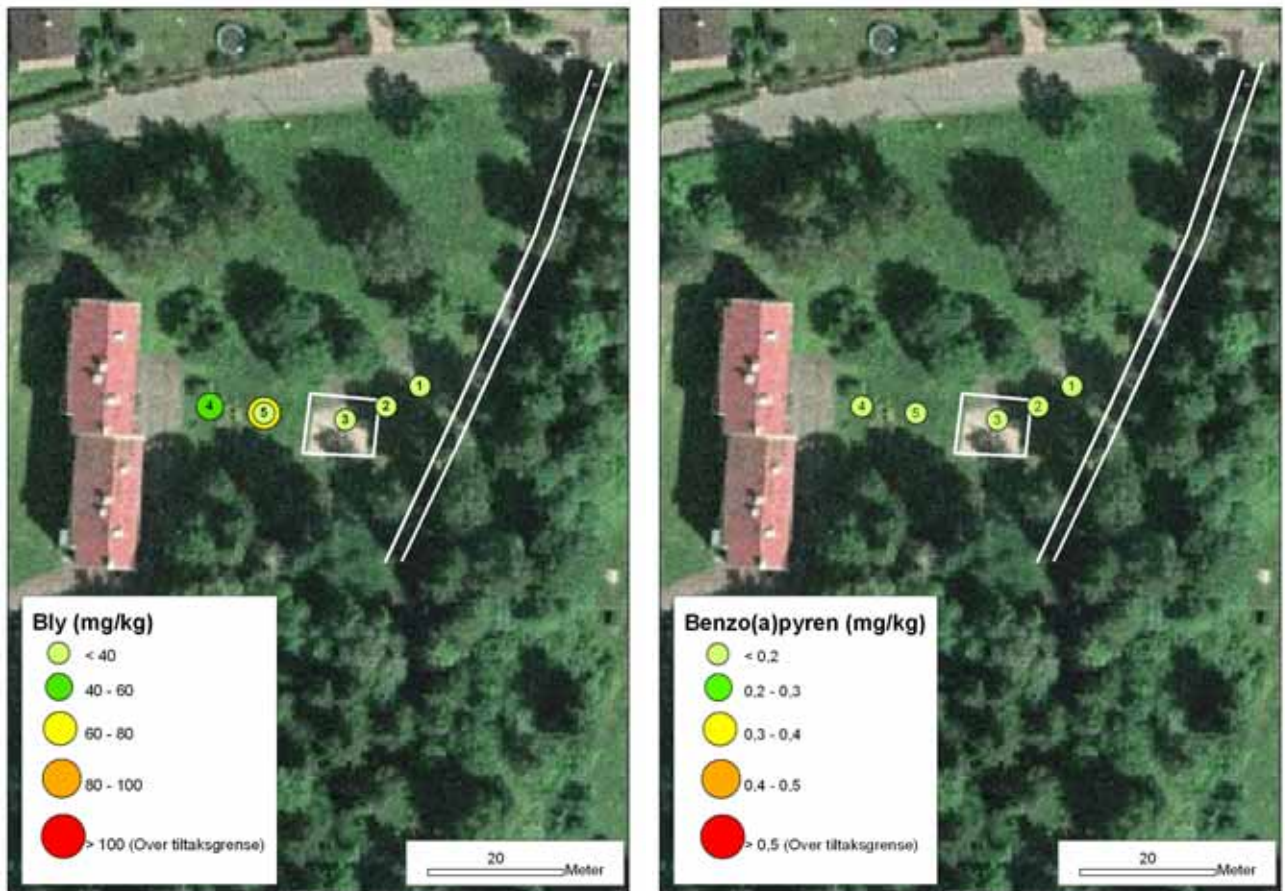 4
5
3
2
1
Bly (mg/kg)
< 40
40 - 60
60 - 80
80 - 100
> 100 (Over tiltaksgrense)
20
Meter
4
5
3
2
1
Benzo(a)pyren (mg/kg)
< 0,2
0,2 - 0,3
0,3 - 0,4
0,4 - 0,5
> 0,5 (Over tiltaksgrense)
20
Meter